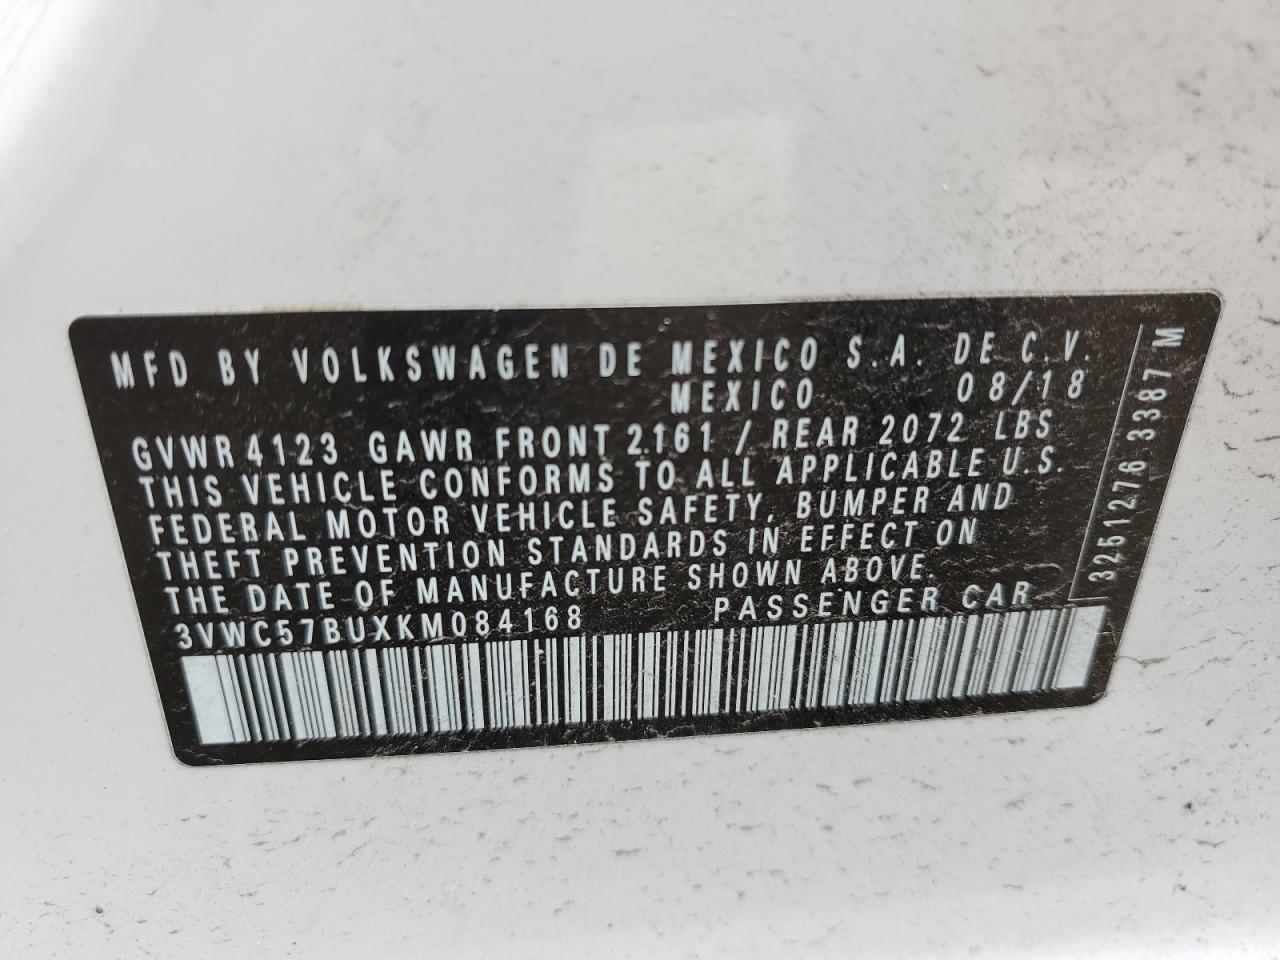 MFD BY VOLKSWAGEN DE MEXICO S.A. DE C.V.
MEXICO 08/18
GVWR 4123 GAWR FRONT 2161 / REAR 2072 LBS
THIS VEHICLE CONFORMS TO ALL APPLICABLE U.S.
FEDERAL MOTOR VEHICLE SAFETY, BUMPER AND
THEFT PREVENTION STANDARDS IN EFFECT ON
THE DATE OF MANUFACTURE SHOWN ABOVE.
3VWC57BUXKM084168 PASSENGER CAR
3251276 3387 M